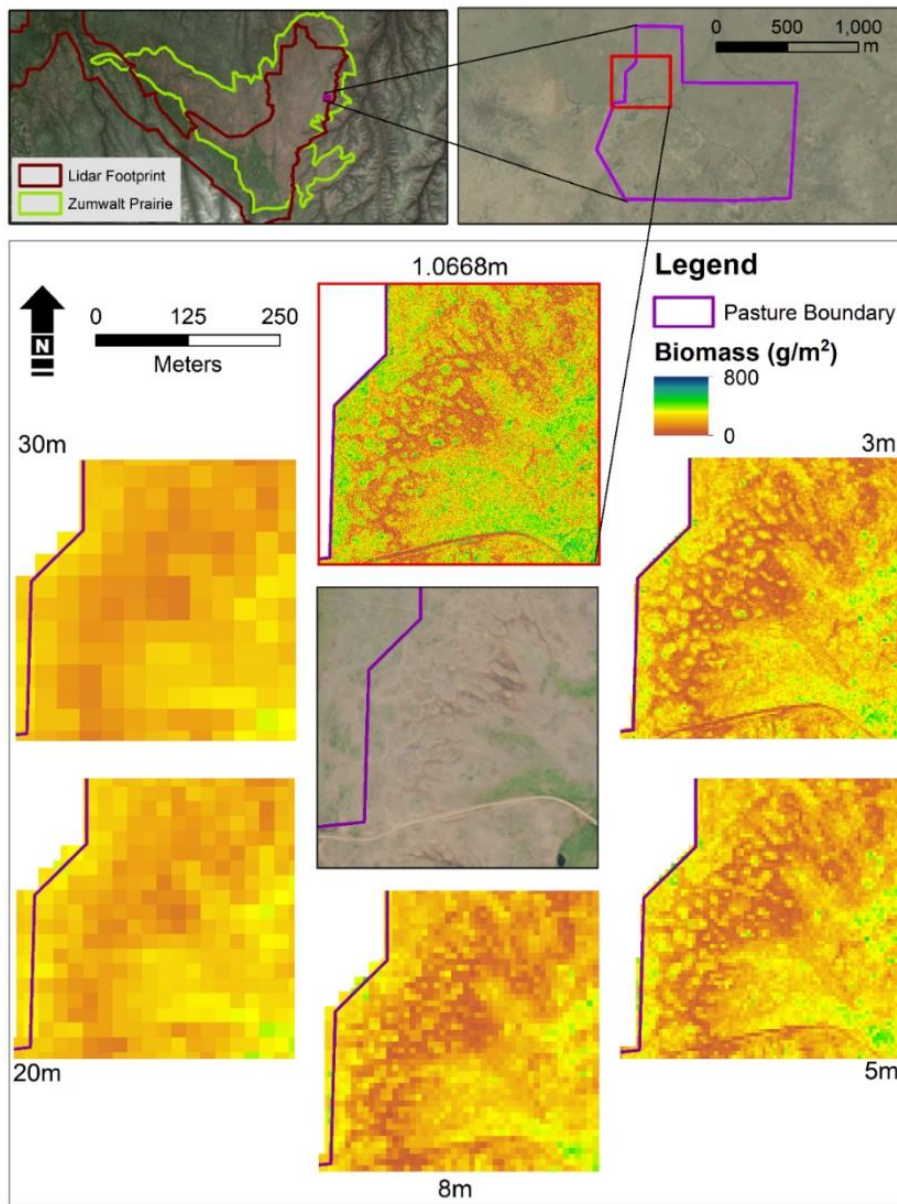 Lidar Footprint
Zumwalt Prairie
0 500 1,000
m
1.0668m
Legend
Pasture Boundary
Biomass (g/m²)
800
0
N
0 125 250
Meters
30m
3m
20m
5m
8m